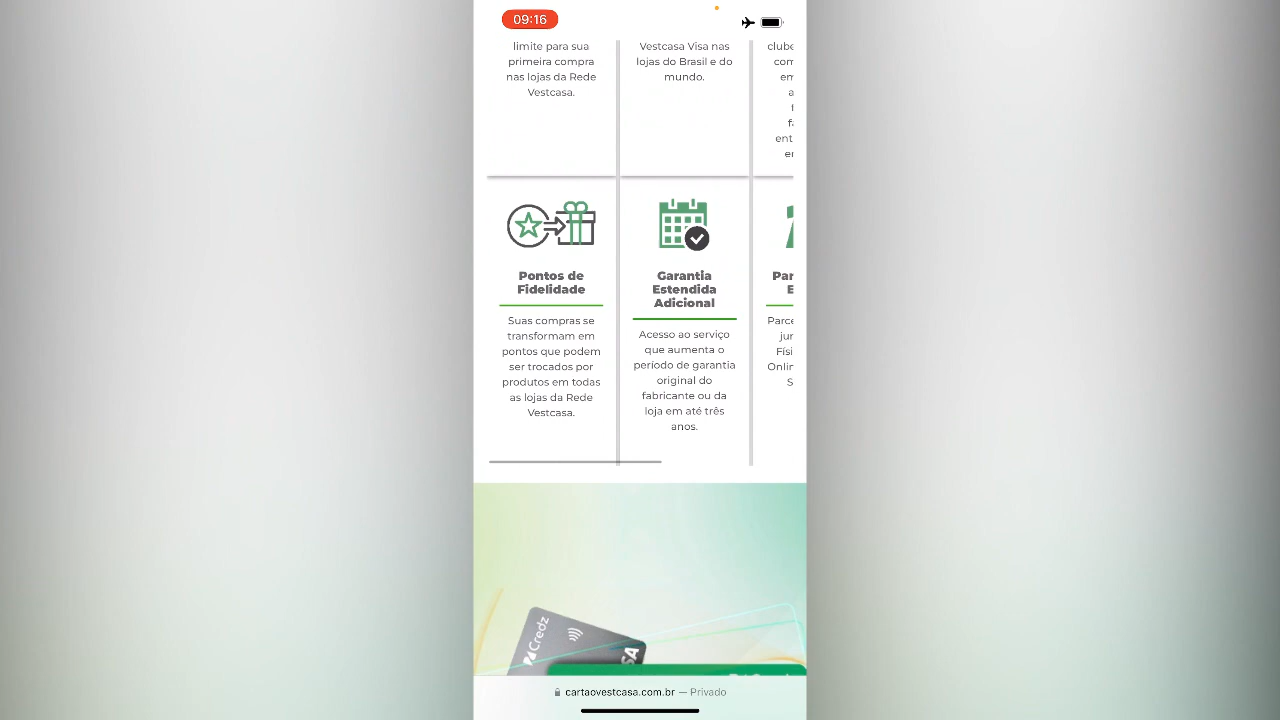 09:16
limite para sua
primeira compra
nas lojas da Rede
Vestcasa.
Vestcasa Visa nas
lojas do Brasil e do
mundo.
Pontos de
Fidelidade
Suas compras se
transformam em
pontos que podem
ser trocados por
produtos em todas
as lojas da Rede
Vestcasa.
Garantia
Estendida
Adicional
Acesso ao serviço
que aumenta o
período de garantia
original do
fabricante ou da
loja em até três
anos.
Credz
cartaovestcasa.com.br — Privado